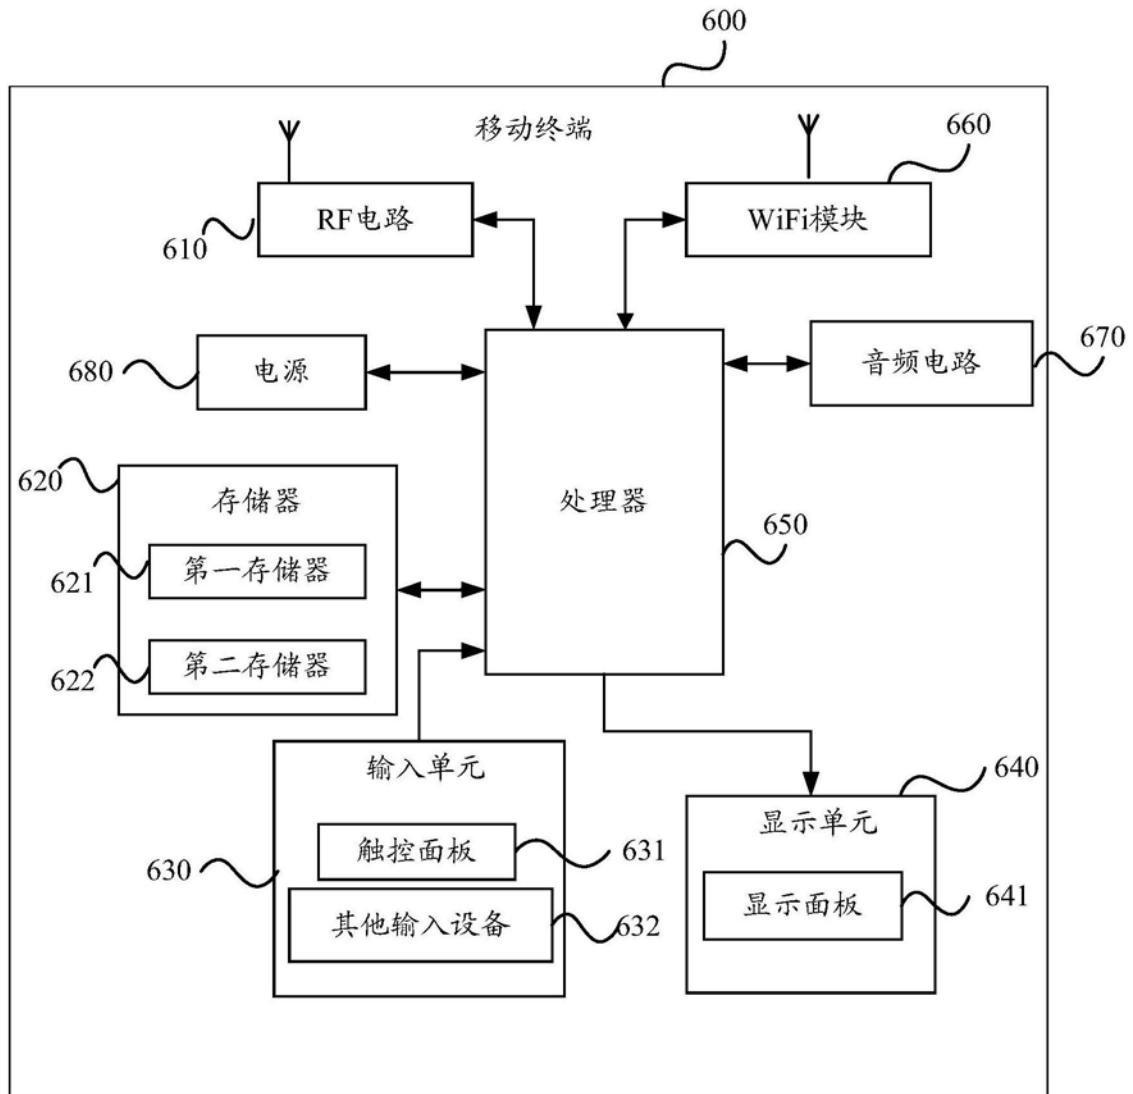 600
移动终端
660
RF电路
WiFi模块
610
670
电源
音频电路
680
620
存储器
处理器
650
第一存储器
621
第二存储器
622
输入单元
640
显示单元
触控面板
631
630
显示面板
641
其他输入设备
632